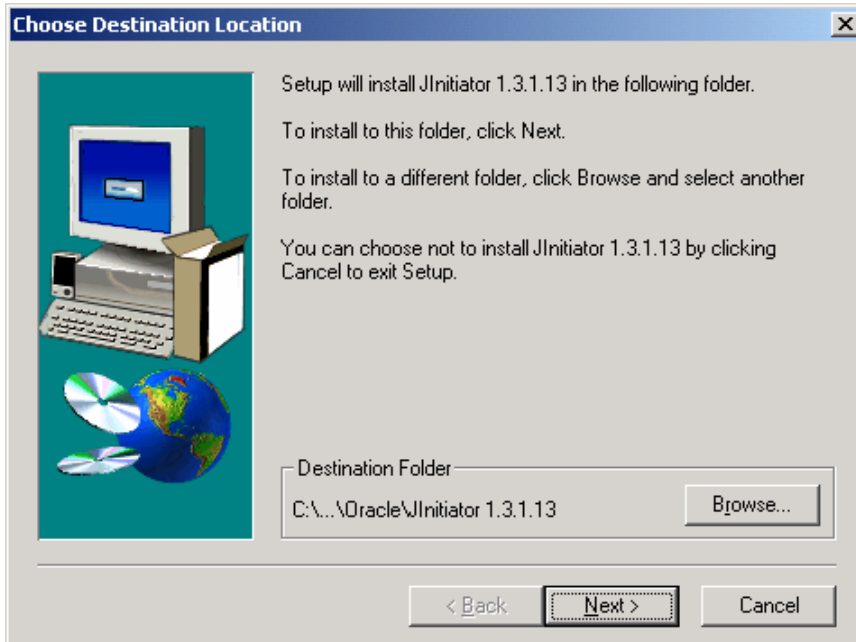 Choose Destination Location
Setup will install JInitiator 1.3.1.13 in the following folder.
To install to this folder, click Next.
To install to a different folder, click Browse and select another
folder.
You can choose not to install JInitiator 1.3.1.13 by clicking
Cancel to exit Setup.
Destination Folder
C:\...\Oracle\JInitiator 1.3.1.13
Browse...
< Back
Next >
Cancel